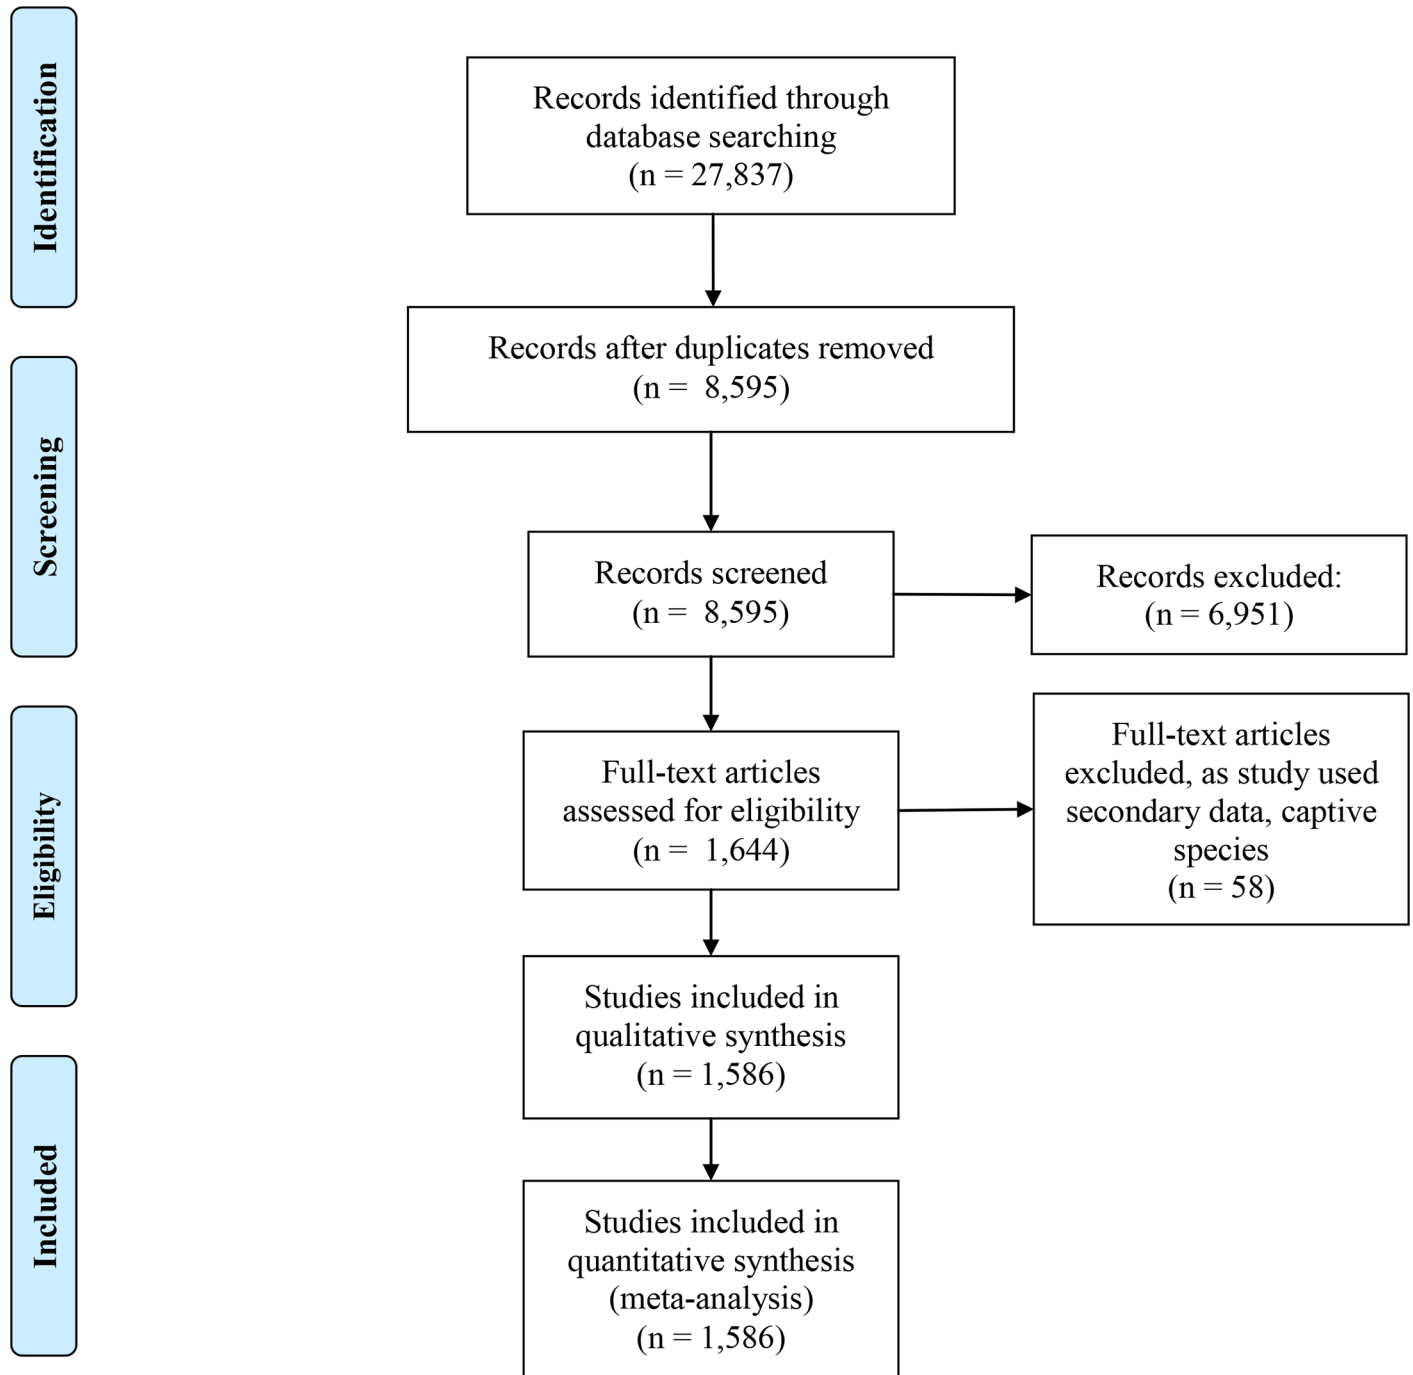 Identification
Records identified through
database searching
(n = 27,837)
Records after duplicates removed
(n =  8,595)
Screening
Records screened
(n =  8,595)
Records excluded:
(n = 6,951)
Eligibility
Full-text articles
assessed for eligibility
(n =  1,644)
Full-text articles
excluded, as study used
secondary data, captive
species
(n = 58)
Studies included in
qualitative synthesis
(n = 1,586)
Included
Studies included in
quantitative synthesis
(meta-analysis)
(n = 1,586)